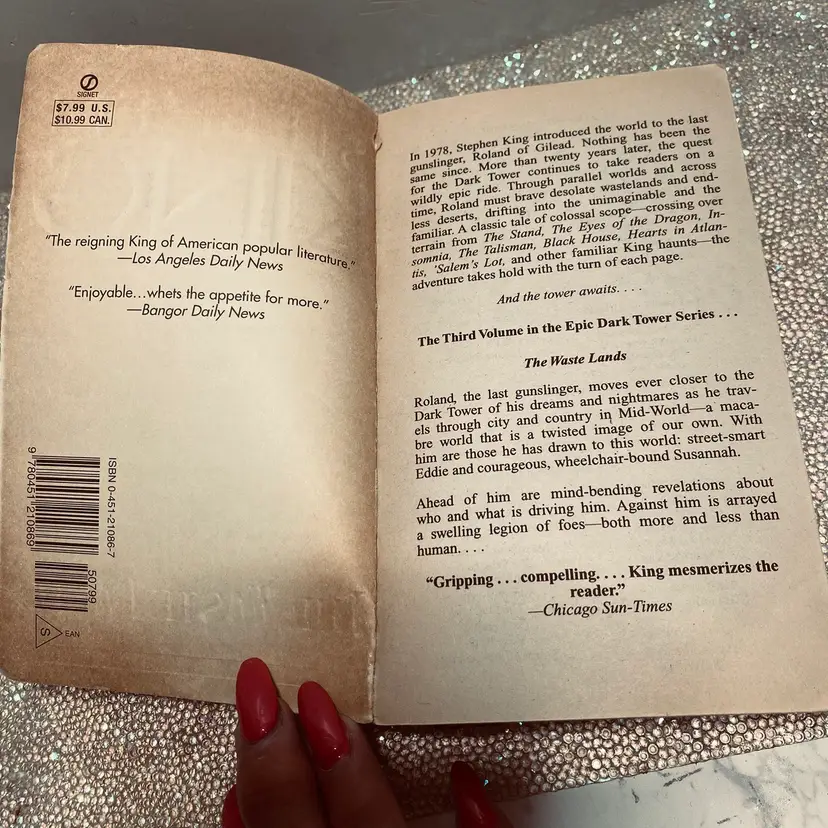 SIGNET
$7.99 U.S.
$10.99 CAN.
"The reigning King of American popular literature."
—Los Angeles Daily News
"Enjoyable...whets the appetite for more."
—Bangor Daily News
ISBN 0-451-21086-7
9 780451 210869
50799
S
EAN
In 1978, Stephen King introduced the world to the last
gunslinger, Roland of Gilead. Nothing has been the
same since. More than twenty years later, the quest
for the Dark Tower continues to take readers on a
wildly epic ride. Through parallel worlds and across
time, Roland must brave desolate wastelands and end-
less deserts, drifting into the unimaginable and the
familiar. A classic tale of colossal scope—crossing over
terrain from The Stand, The Eyes of the Dragon, In-
somnia, The Talisman, Black House, Hearts in Atlan-
tis, 'Salem's Lot, and other familiar King haunts—the
adventure takes hold with the turn of each page.
And the tower awaits. . . .
The Third Volume in the Epic Dark Tower Series . . .
The Waste Lands
Roland, the last gunslinger, moves ever closer to the
Dark Tower of his dreams and nightmares as he trav-
els through city and country in Mid-World—a maca-
bre world that is a twisted image of our own. With
him are those he has drawn to this world: street-smart
Eddie and courageous, wheelchair-bound Susannah.
Ahead of him are mind-bending revelations about
who and what is driving him. Against him is arrayed
a swelling legion of foes—both more and less than
human. . . .
"Gripping . . . compelling. . . . King mesmerizes the
reader."
—Chicago Sun-Times